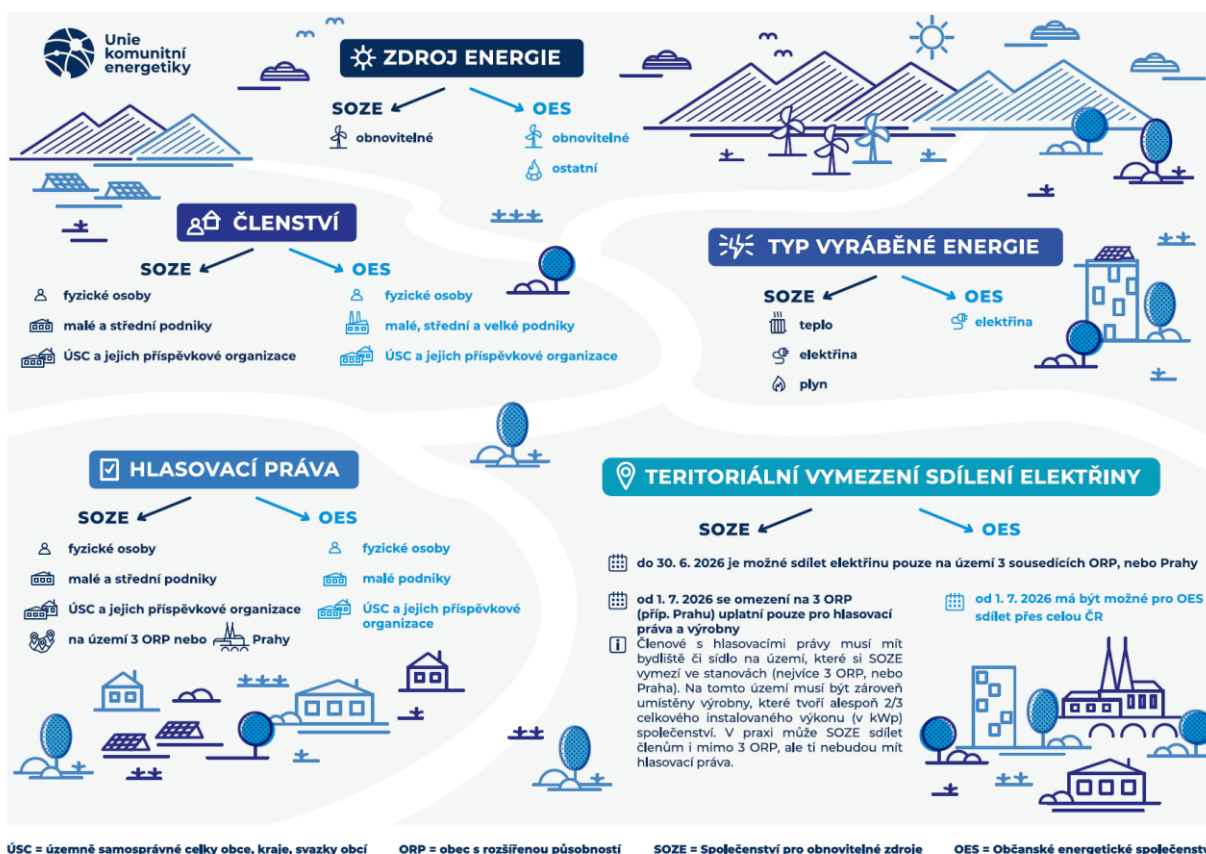 Unie
komunitní
energetiky
ZDROJ ENERGIE
SOZE
obnovitelné
OES
obnovitelné
ostatní
ČLENSTVÍ
SOZE
fyzické osoby
malé a střední podniky
ÚSC a jejich příspěvkové organizace
OES
fyzické osoby
malé, střední a velké podniky
ÚSC a jejich příspěvkové organizace
TYP VYRÁBĚNÉ ENERGIE
SOZE
teplo
elektřina
plyn
OES
elektřina
HLASOVACÍ PRÁVA
SOZE
fyzické osoby
malé a střední podniky
ÚSC a jejich příspěvkové organizace
na území 3 ORP nebo Prahy
OES
fyzické osoby
malé podniky
ÚSC a jejich příspěvkové
organizace
TERITORIÁLNÍ VYMEZENÍ SDÍLENÍ ELEKTŘINY
SOZE
OES
do 30. 6. 2026 je možné sdílet elektřinu pouze na území 3 sousedících ORP, nebo Prahy
od 1. 7. 2026 se omezení na 3 ORP
(příp. Prahu) uplatní pouze pro hlasovací
práva a výrobny
Členové s hlasovacími právy musí mít
bydliště či sídlo na území, které si SOZE
vymezí ve stanovách (nejvíce 3 ORP, nebo
Praha). Na tomto území musí být zároveň
umístěny výrobny, které tvoří alespoň 2/3
celkového instalovaného výkonu (v kWp)
společenství. V praxi může SOZE sdílet
členům i mimo 3 ORP, ale ti nebudou mít
hlasovací práva.
od 1. 7. 2026 má být možné pro OES
sdílet přes celou ČR
ÚSC = územně samosprávné celky obce, kraje, svazky obcí
ORP = obec s rozšířenou působností
SOZE = Společenství pro obnovitelné zdroje
OES = Občanské energetické společenst